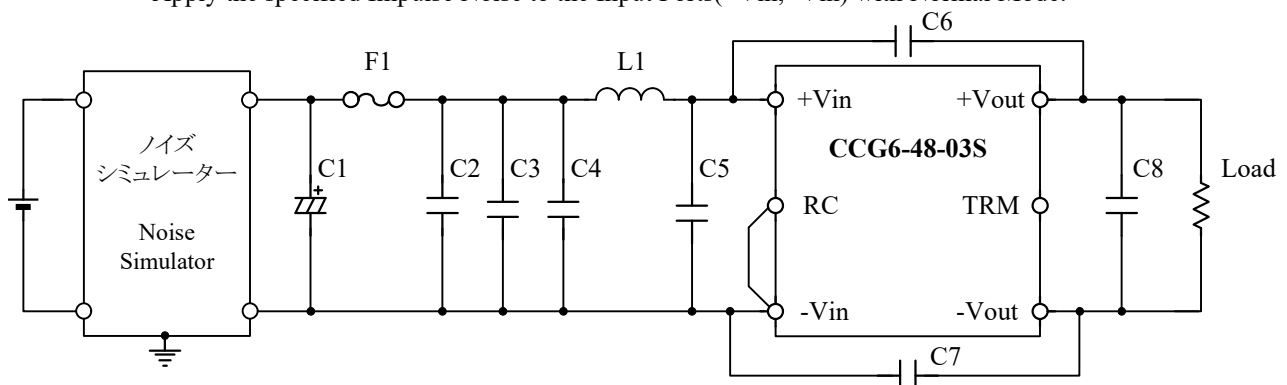 Apply the specified Impulse Noise to the Input Ports(+Vin, -Vin) with Normal Mode.
C6
F1
L1
+Vin
+Vout
ノイズ
シミュレーター
CCG6-48-03S
C1
+
C2
C3
C4
C5
C8
Load
RC
TRM
Noise
Simulator
-Vin
-Vout
C7